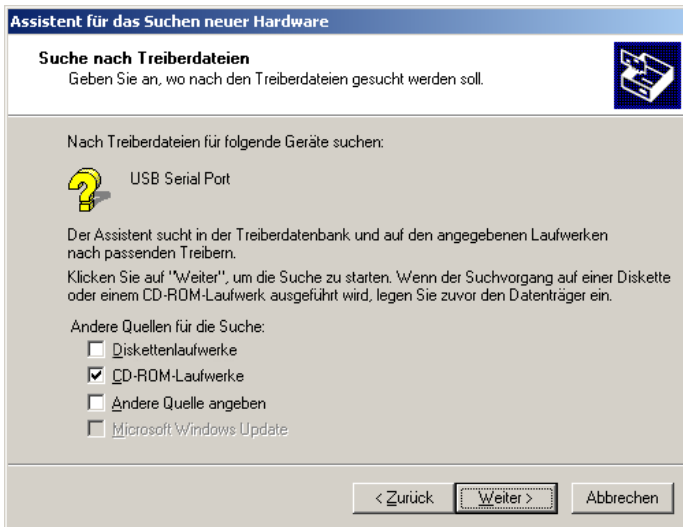 Assistent für das Suchen neuer Hardware
Suche nach Treiberdateien
Geben Sie an, wo nach den Treiberdateien gesucht werden soll.
Nach Treiberdateien für folgende Geräte suchen:
USB Serial Port
Der Assistent sucht in der Treiberdatenbank und auf den angegebenen Laufwerken
nach passenden Treibern.
Klicken Sie auf "Weiter", um die Suche zu starten. Wenn der Suchvorgang auf einer Diskette
oder einem CD-ROM-Laufwerk ausgeführt wird, legen Sie zuvor den Datenträger ein.
Andere Quellen für die Suche:
Diskettenlaufwerke
CD-ROM-Laufwerke
Andere Quelle angeben
Microsoft Windows Update
< Zurück Weiter > Abbrechen